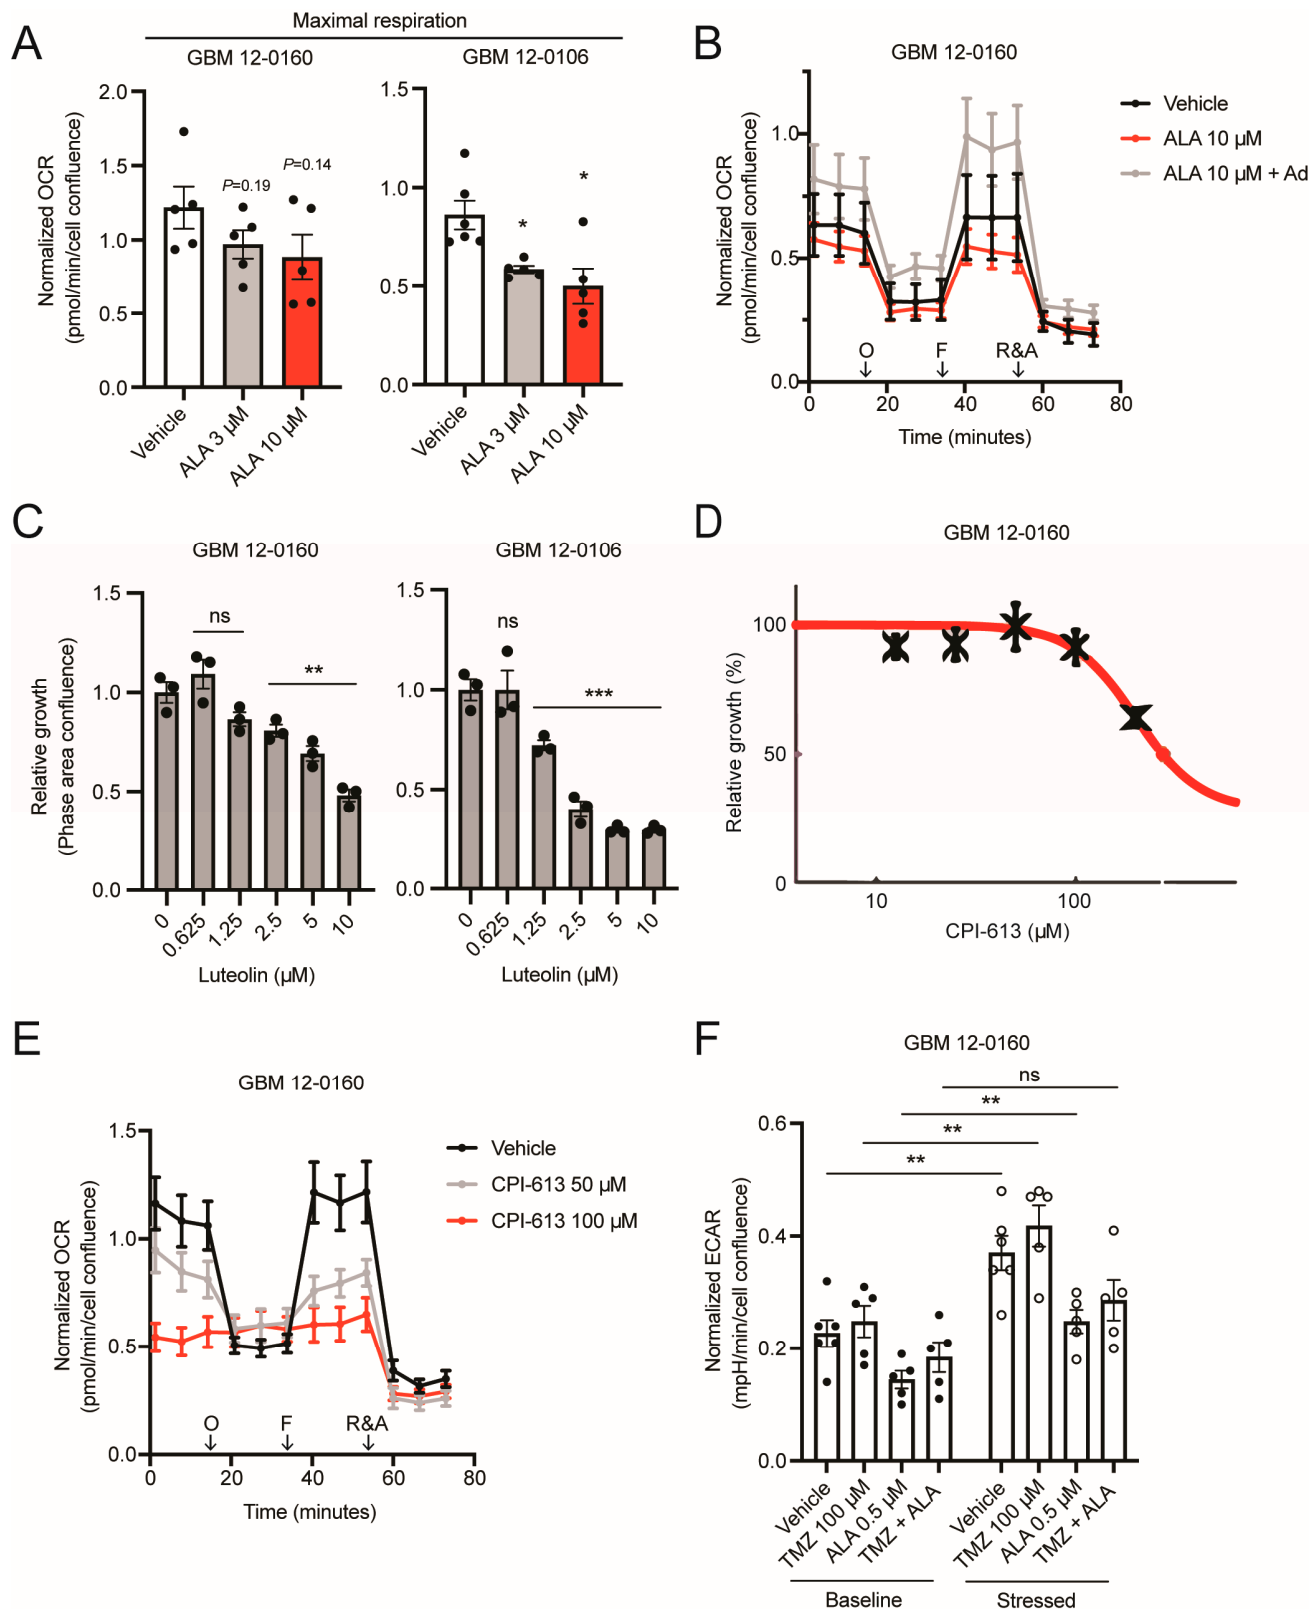 A
Maximal respiration
GBM 12-0160
GBM 12-0106
Normalized OCR
(pmol/min/cell confluence)
2.0
1.5
1.0
0.5
0.0
P=0.19
P=0.14
Vehicle
ALA 3 µM
ALA 10 µM
1.5
1.0
0.5
0.0
*
*
Vehicle
ALA 3 µM
ALA 10 µM
B
GBM 12-0160
Normalized OCR
(pmol/min/cell confluence)
1.0
0.5
0.0
O
F
R&A
0
20
40
60
80
Time (minutes)
Vehicle
ALA 10 µM
ALA 10 µM + Ad
C
GBM 12-0160
Relative growth
(Phase area confluence)
1.5
1.0
0.5
0.0
ns
**
0
0.625
1.25
2.5
5
10
Luteolin (µM)
GBM 12-0106
1.5
1.0
0.5
0.0
ns
***
0
0.625
1.25
2.5
5
10
Luteolin (µM)
D
GBM 12-0160
Relative growth (%)
100
50
0
10
100
CPI-613 (µM)
E
GBM 12-0160
Normalized OCR
(pmol/min/cell confluence)
1.5
1.0
0.5
0.0
O
F
R&A
0
20
40
60
80
Time (minutes)
Vehicle
CPI-613 50 µM
CPI-613 100 µM
F
GBM 12-0160
ns
**
**
**
Normalized ECAR
(mpH/min/cell confluence)
0.6
0.4
0.2
0.0
Vehicle
TMZ 100 µM
ALA 0.5 µM
TMZ + ALA
Vehicle
TMZ 100 µM
ALA 0.5 µM
TMZ + ALA
Baseline
Stressed